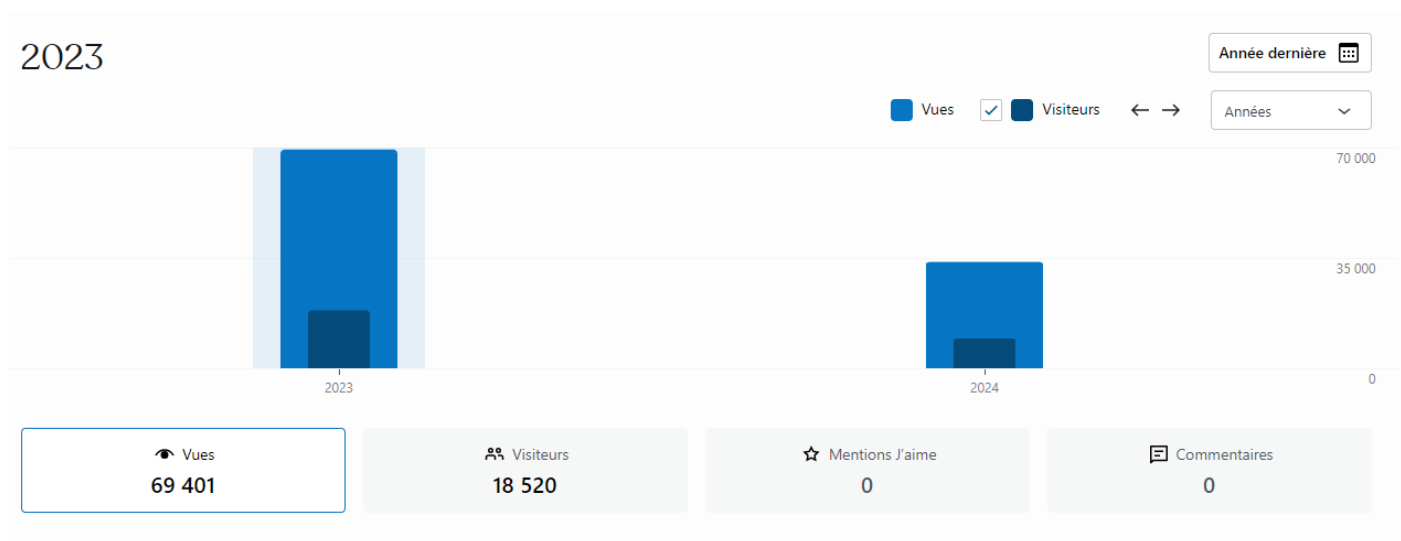 2023
Année dernière
Vues
Visiteurs
Années
70 000
35 000
0
2023
2024
Vues
69 401
Visiteurs
18 520
Mentions J’aime
0
Commentaires
0